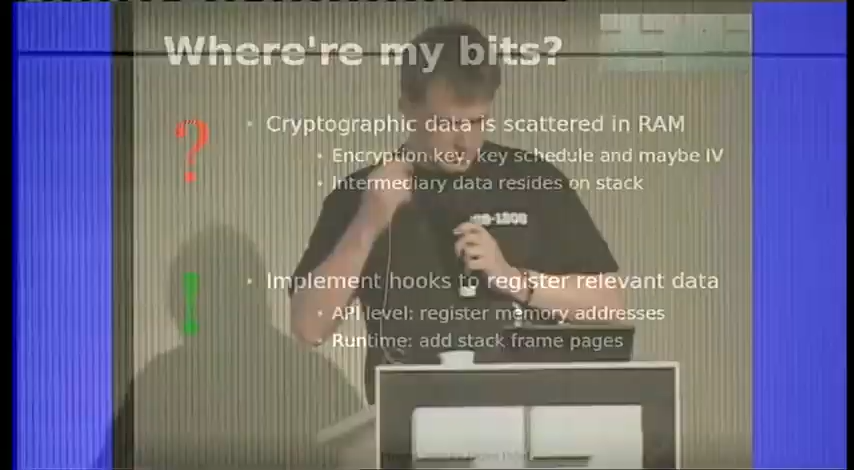 Where're my bits?
?
• Cryptographic data is scattered in RAM
• Encryption key, key schedule and maybe IV
• Intermediary data resides on stack
!
• Implement hooks to register relevant data
• API level: register memory addresses
• Runtime: add stack frame pages